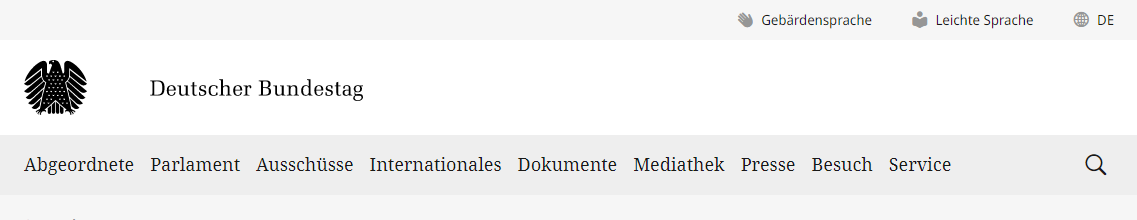 Gebärdensprache Leichte Sprache DE
Deutscher Bundestag
Abgeordnete Parlament Ausschüsse Internationales Dokumente Mediathek Presse Besuch Service